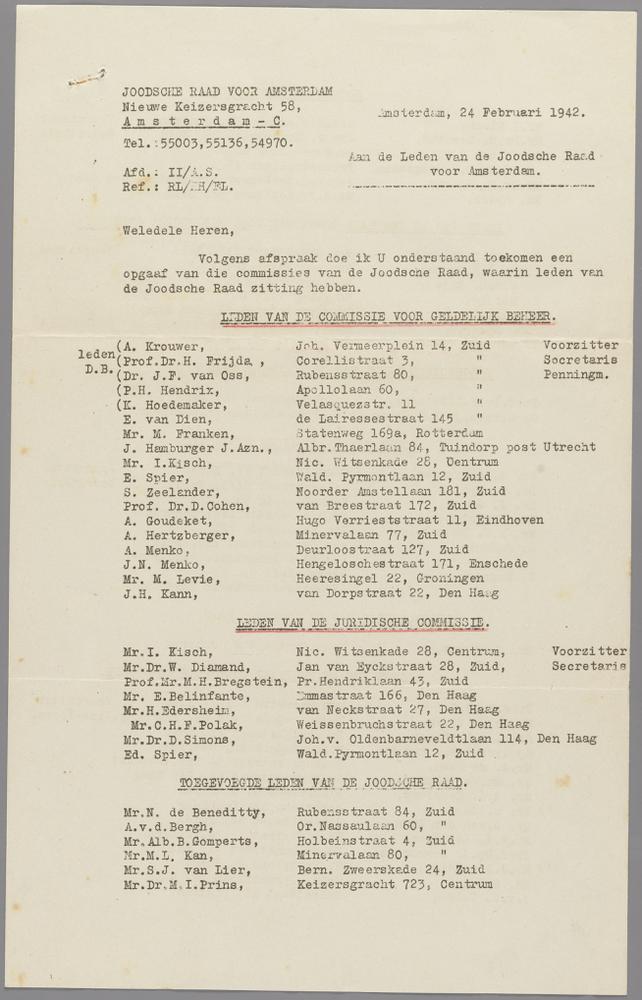 JOODSCHE RAAD VOOR AMSTERDAM
Nieuwe Keizersgracht 58,
A m s t e r d a m - C.
Tel.:55003,55136,54970.
Amsterdam, 24 Februari 1942.
Aan de Leden van de Joodsche Raad
voor Amsterdam.
Afd.: II/A.S.
Ref.: RL/EH/FL.
Weledele Heren,
Volgens afspraak doe ik U onderstaand toekomen een
opgaaf van die commissies van de Joodsche Raad, waarin leden van
de Joodsche Raad zitting hebben.
LEDEN VAN DE COMMISSIE VOOR GELDELIJK BEHEER.
leden
D.B.
(A. Krouwer, Joh. Vermeerplein 14, Zuid Voorzitter
(Prof.Dr.H. Frijda, Corellistraat 3, " Secretaris
(Dr. J.F. van Oss, Rubensstraat 80, " Penningm.
(P.H. Hendrix, Apollolaan 60, "
(K. Hoedemaker, Velasquezstr. 11 "
E. van Dien, de Lairessestraat 145 "
Mr. M. Franken, Statenweg 169a, Rotterdam
J. Hamburger J.Azn., Albr.Thaerlaan 84, Tuindorp post Utrecht
Mr. I.Kisch, Nic. Witsenkade 28, Centrum
E. Spier, Wald. Pyrmontlaan 12, Zuid
S. Zeelander, Noorder Amstellaan 181, Zuid
Prof. Dr.D.Cohen, van Breestraat 172, Zuid
A. Goudeket, Hugo Verrieststraat 11, Eindhoven
A. Hertzberger, Minervalaan 77, Zuid
A. Menko, Deurloostraat 127, Zuid
J.N. Menko, Hengeloschestraat 171, Enschede
Mr. M. Levie, Heeresingel 22, Groningen
J.H. Kann, van Dorpstraat 22, Den Haag
LEDEN VAN DE JURIDISCHE COMMISSIE.
Mr.I. Kisch, Nic. Witsenkade 28, Centrum, Voorzitter
Mr.Dr.W. Diamand, Jan van Eyckstraat 28, Zuid, Secretaris
Prof.Mr.M.H.Bregstein, Pr.Hendriklaan 43, Zuid
Mr. E.Belinfante, Emmastraat 166, Den Haag
Mr.H.Edersheim, van Neckstraat 27, Den Haag
Mr.C.H.F.Polak, Weissenbruchstraat 22, Den Haag
Mr.Dr.D.Simons, Joh.v. Oldenbarneveldtlaan 114, Den Haag
Ed. Spier, Wald.Pyrmontlaan 12, Zuid
TOEGEVOEGDE LEDEN VAN DE JOODSCHE RAAD.
Mr.N. de Beneditty, Rubensstraat 84, Zuid
A.v.d.Bergh, Or.Nassaulaan 60, "
Mr.Alb.B.Gomperts, Holbeinstraat 4, Zuid
Mr.M.L. Kan, Minervalaan 80, "
Mr.S.J. van Lier, Bern. Zweerskade 24, Zuid
Mr.Dr.M.I.Prins, Keizersgracht 723, Centrum